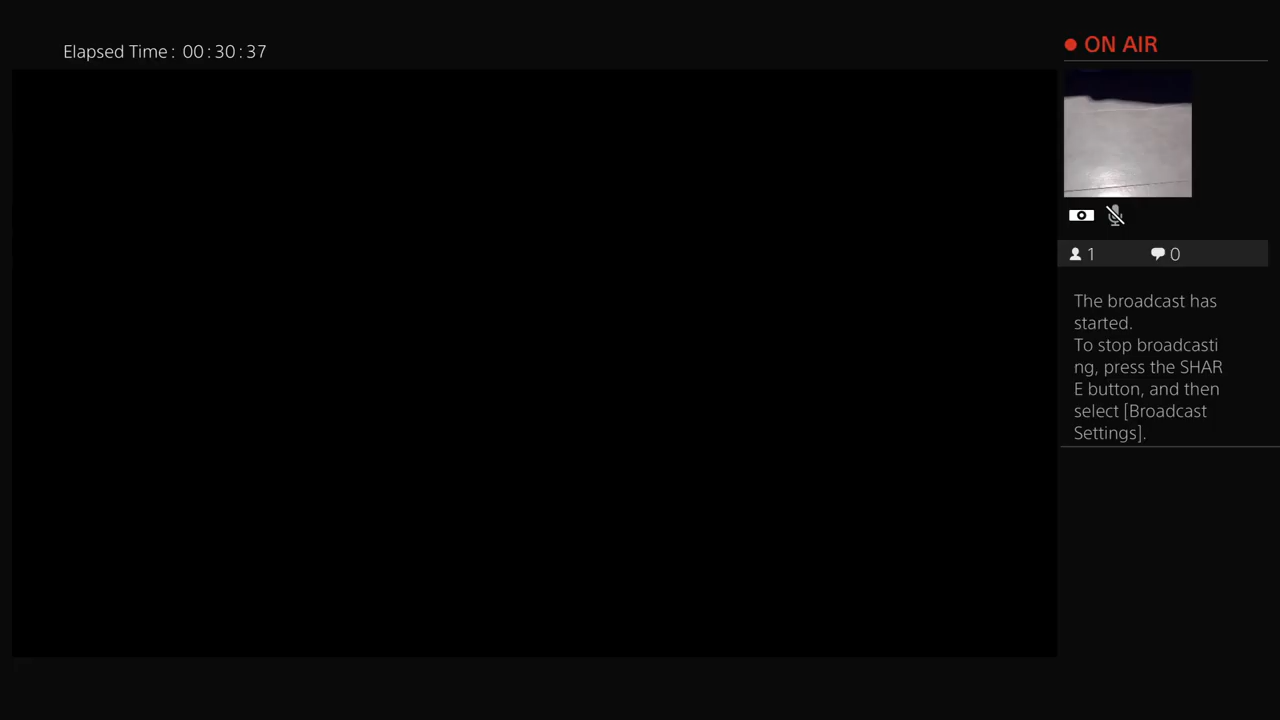 Elapsed Time : 00 : 30 : 37
ON AIR
1
0
The broadcast has
started.
To stop broadcasti
ng, press the SHAR
E button, and then
select [Broadcast
Settings].